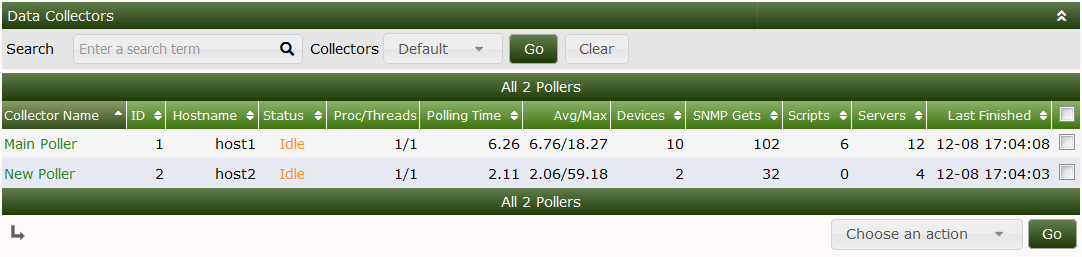 Data Collectors
Search Enter a search term Collectors Default Go Clear
All 2 Pollers
Collector Name ID Hostname Status Proc/Threads Polling Time Avg/Max Devices SNMP Gets Scripts Servers Last Finished
Main Poller 1 host1 Idle 1/1 6.26 6.76/18.27 10 102 6 12 12-08 17:04:08
New Poller 2 host2 Idle 1/1 2.11 2.06/59.18 2 32 0 4 12-08 17:04:03
All 2 Pollers
Choose an action Go